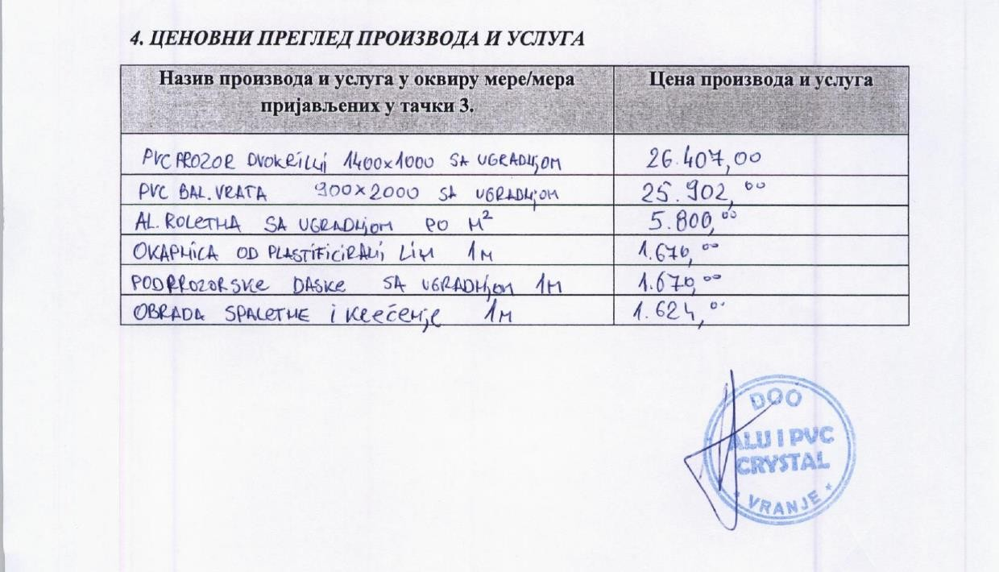 4. ЦЕНОВНИ ПРЕГЛЕД ПРОИЗВОДА И УСЛУГА
Назив производа и услуга у оквиру мере/мера
пријављених у тачки 3.
Цена производа и услуга
PVC PROZOR DVOKRILNI 1400x1000 SA UGRADNJOM 26.407,00
PVC BAL. VRATA 900x2000 SA UGRADNJOM 25.902,00
AL. ROLETNA SA UGRADNJOM PO M² 5.800,00
OKAPNICA OD PLASTIFICIRANI LIM 1M 1.670,00
PODPROZORSKE DASKE SA UGRADNJOM 1M 1.670,00
OBRADA SPALETNE I KREČENJE 1M 1.624,00
DOO
ALU I PVC
CRYSTAL
VRANJE